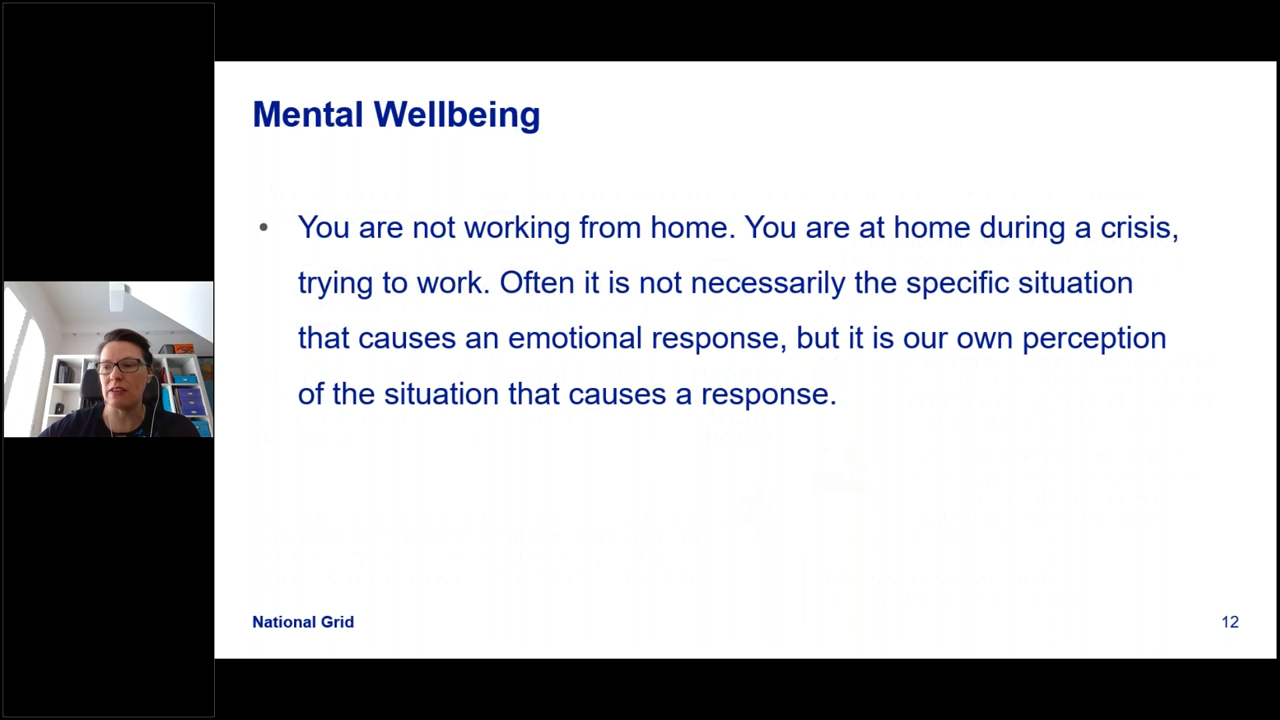 Mental Wellbeing
• You are not working from home. You are at home during a crisis,
trying to work. Often it is not necessarily the specific situation
that causes an emotional response, but it is our own perception
of the situation that causes a response.
National Grid
12